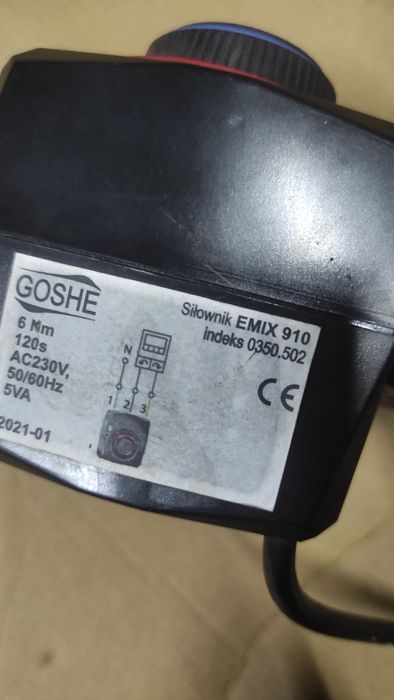 GOSHE
Siłownik EMIX 910
indeks 0350.502
6 Nm
120s
AC230V,
50/60Hz
5VA
2021-01
N
1 2 3
CE